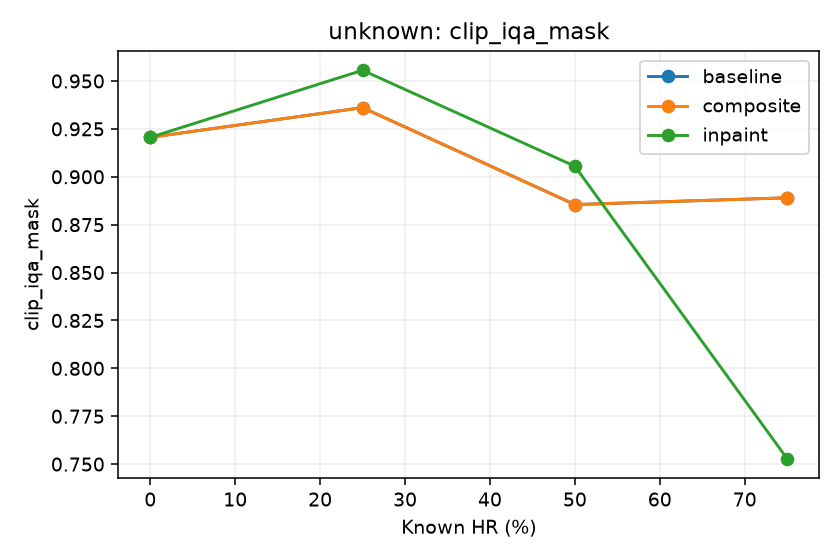 unknown: clip_iqa_mask
baseline
composite
inpaint
clip_iqa_mask
0.950
0.925
0.900
0.875
0.850
0.825
0.800
0.775
0.750
0 10 20 30 40 50 60 70
Known HR (%)